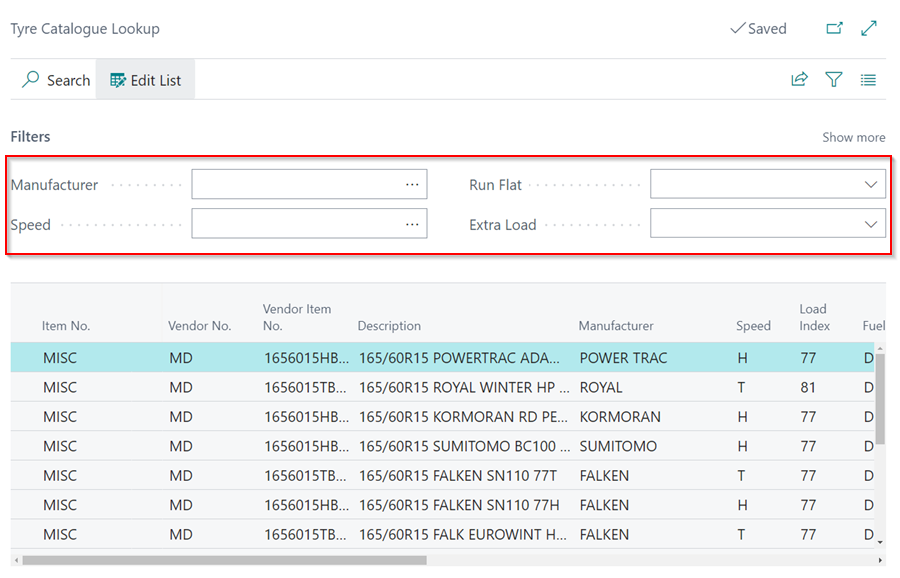 Tyre Catalogue Lookup
Saved
Search Edit List
Filters
Show more
Manufacturer
Run Flat
Speed
Extra Load
Item No. Vendor No. Vendor Item No. Description Manufacturer Speed Load Index Fuel
MISC MD 1656015HB... 165/60R15 POWERTRAC ADA... POWER TRAC H 77 D
MISC MD 1656015TB... 165/60R15 ROYAL WINTER HP ... ROYAL T 81 D
MISC MD 1656015HB... 165/60R15 KORMORAN RD PE... KORMORAN H 77 D
MISC MD 1656015HB... 165/60R15 SUMITOMO BC100 ... SUMITOMO H 77 D
MISC MD 1656015TB... 165/60R15 FALKEN SN110 77T FALKEN T 77 D
MISC MD 1656015HB... 165/60R15 FALKEN SN110 77H FALKEN H 77 D
MISC MD 1656015TB... 165/60R15 FALK EUROWINT H... FALKEN T 77 D